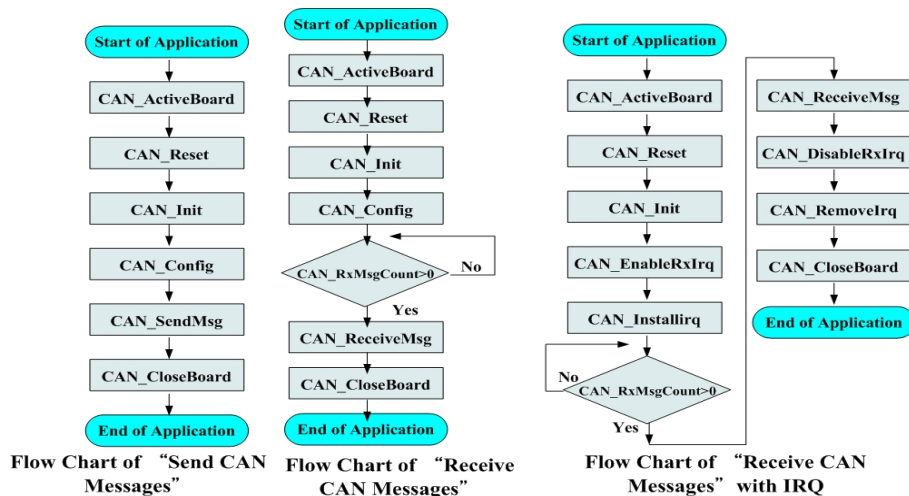 Start of Application
CAN_ActiveBoard
CAN_Reset
CAN_Init
CAN_Config
CAN_SendMsg
CAN_CloseBoard
End of Application
Flow Chart of “Send CAN
Messages”
Start of Application
CAN_ActiveBoard
CAN_Reset
CAN_Init
CAN_Config
CAN_RxMsgCount>0
No
Yes
CAN_ReceiveMsg
CAN_CloseBoard
End of Application
Flow Chart of “Receive
CAN Messages”
Start of Application
CAN_ActiveBoard
CAN_Reset
CAN_Init
CAN_EnableRxIrq
CAN_Installirq
No
CAN_RxMsgCount>0
Yes
CAN_ReceiveMsg
CAN_DisableRxIrq
CAN_RemoveIrq
CAN_CloseBoard
End of Application
Flow Chart of “Receive CAN
Messages” with IRQ